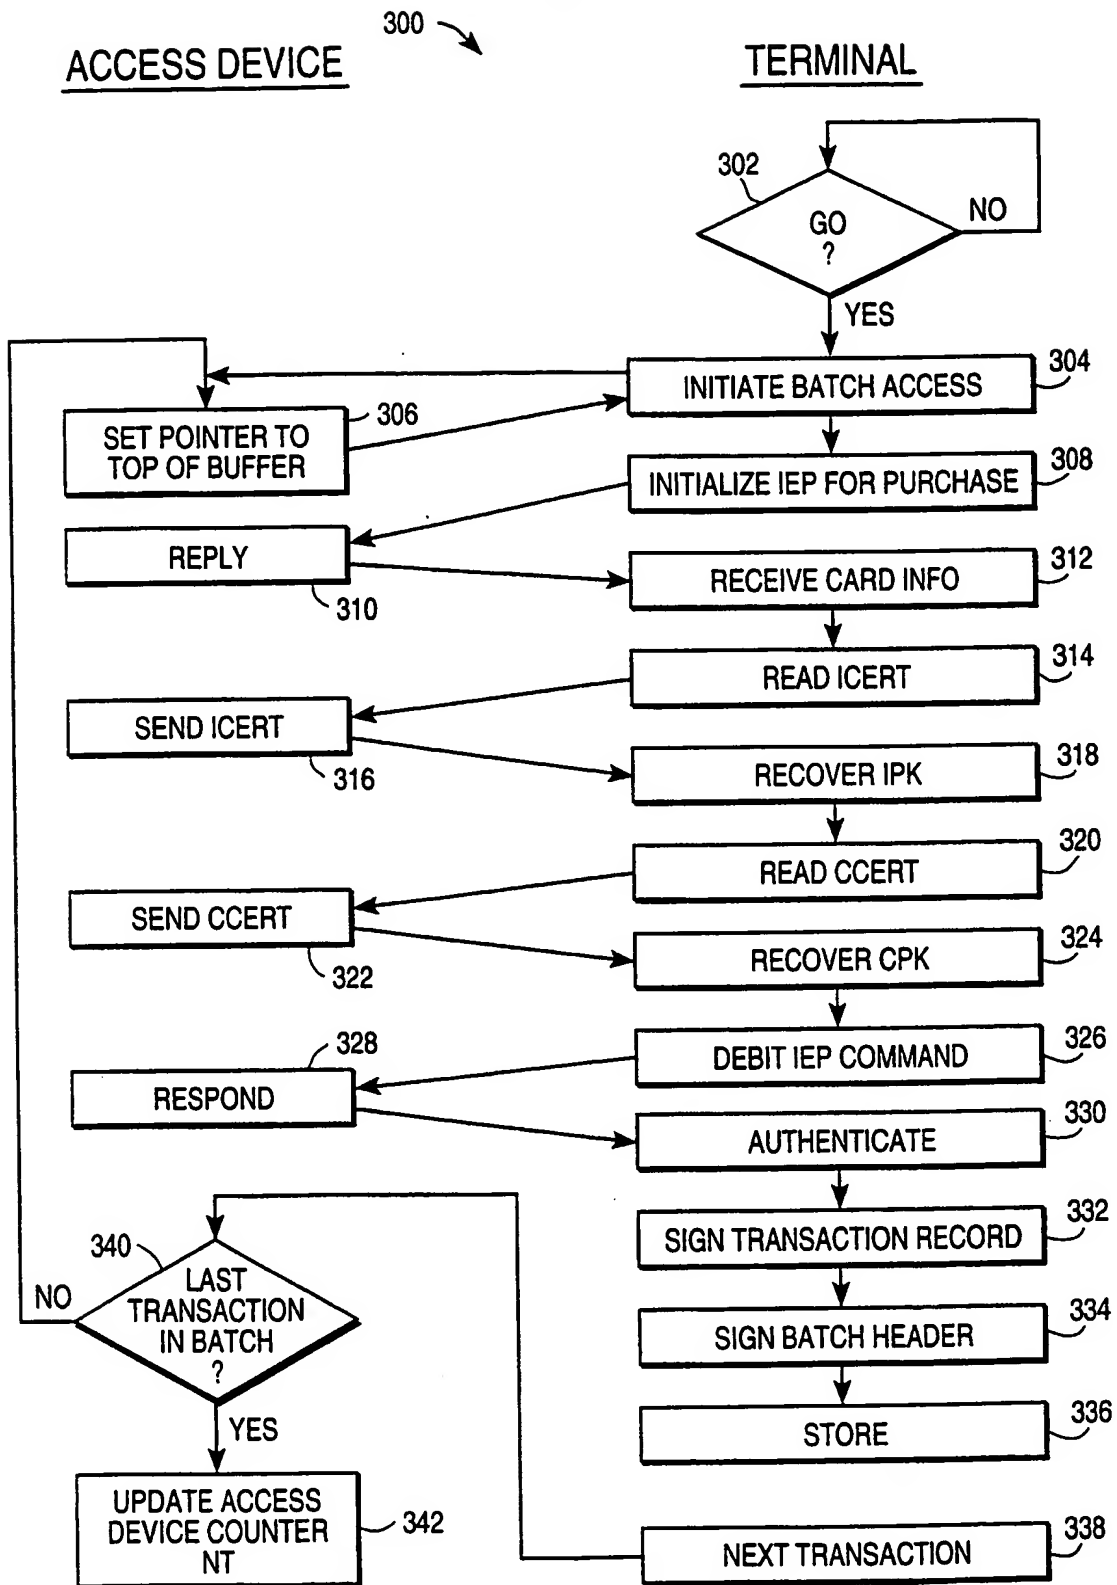 300
ACCESS DEVICE
TERMINAL
302
GO
?
NO
YES
INITIATE BATCH ACCESS
304
306
SET POINTER TO
TOP OF BUFFER
INITIALIZE IEP FOR PURCHASE
308
REPLY
310
RECEIVE CARD INFO
312
READ ICERT
314
SEND ICERT
316
RECOVER IPK
318
READ CCERT
320
SEND CCERT
322
RECOVER CPK
324
DEBIT IEP COMMAND
326
328
RESPOND
AUTHENTICATE
330
SIGN TRANSACTION RECORD
332
340
NO
LAST
TRANSACTION
IN BATCH
?
SIGN BATCH HEADER
334
YES
STORE
336
UPDATE ACCESS
DEVICE COUNTER
NT
342
NEXT TRANSACTION
338